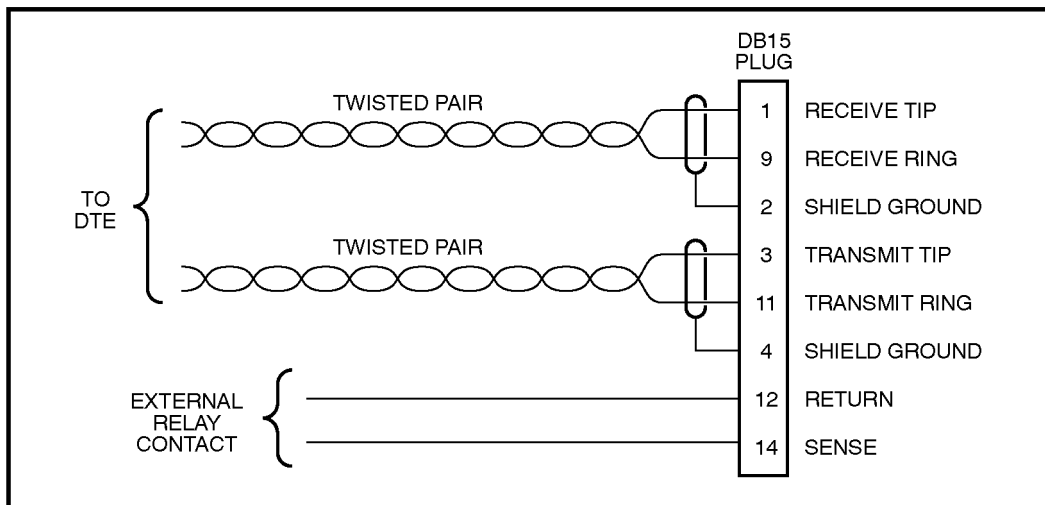 DB15
PLUG
TWISTED PAIR
1 RECEIVE TIP
9 RECEIVE RING
TO
DTE
2 SHIELD GROUND
TWISTED PAIR
3 TRANSMIT TIP
11 TRANSMIT RING
4 SHIELD GROUND
EXTERNAL
RELAY
CONTACT
12 RETURN
14 SENSE